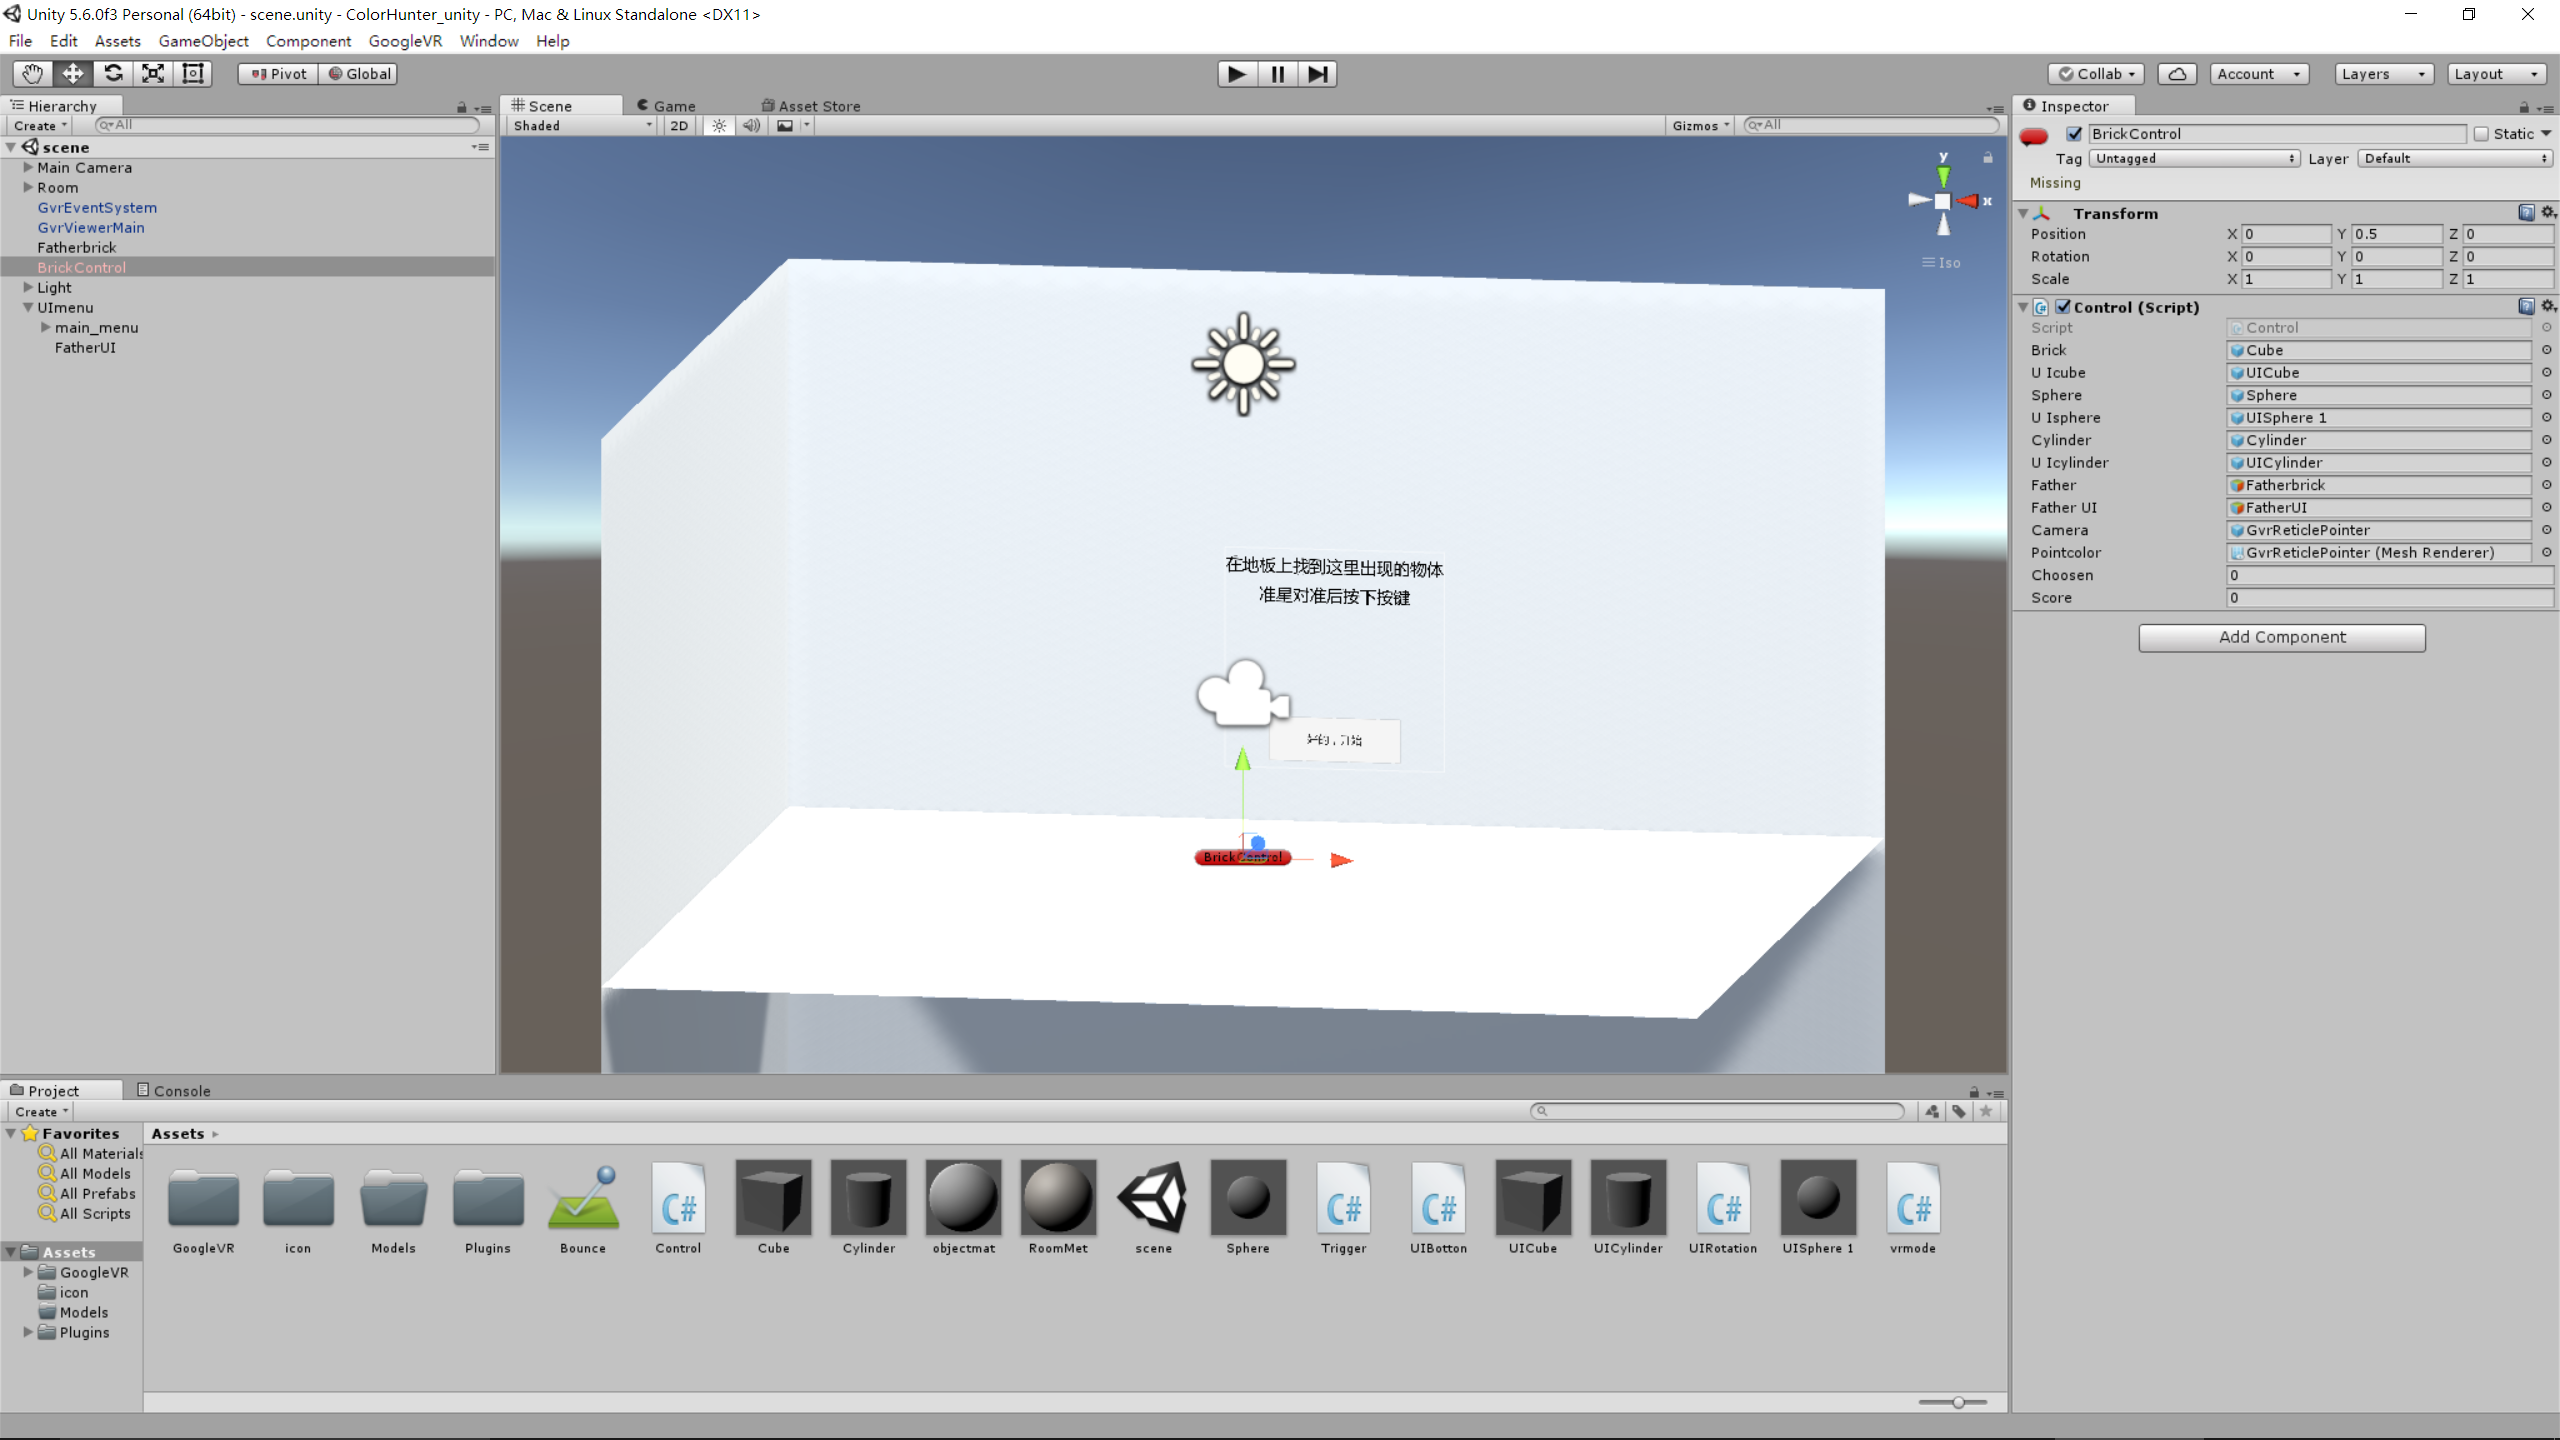 Unity 5.6.0f3 Personal (64bit) - scene.unity - ColorHunter_unity - PC, Mac & Linux Standalone <DX11>
File Edit Assets GameObject Component GoogleVR Window Help
Pivot Global Collab Account Layers Layout
Hierarchy
Create All
scene
Main Camera
Room
GvrEventSystem
GvrViewerMain
Fatherbrick
BrickControl
Light
UImenu
main_menu
FatherUI
Scene Game Asset Store
Shaded 2D Gizmos All
y
x
Iso
在地板上找到这里出现的物体
准星对准后按下按键
BrickControl
Inspector
BrickControl Static
Tag Untagged Layer Default
Missing
Transform
Position X 0 Y 0.5 Z 0
Rotation X 0 Y 0 Z 0
Scale X 1 Y 1 Z 1
Control (Script)
Script Control
Brick Cube
U Icube UICube
Sphere Sphere
U Isphere UISphere 1
Cylinder Cylinder
U Icylinder UICylinder
Father Fatherbrick
Father UI FatherUI
Camera GvrReticlePointer
Pointcolor GvrReticlePointer (Mesh Renderer)
Choosen 0
Score 0
Add Component
Project Console
Create
Favorites
All Materials
All Models
All Prefabs
All Scripts
Assets
GoogleVR
icon
Models
Plugins
Assets
GoogleVR icon Models Plugins Bounce Control Cube Cylinder objectmat RoomMet scene Sphere Trigger UIBotton UICube UICylinder UIRotation UISphere 1 vrmode
C# C# C# C# C#